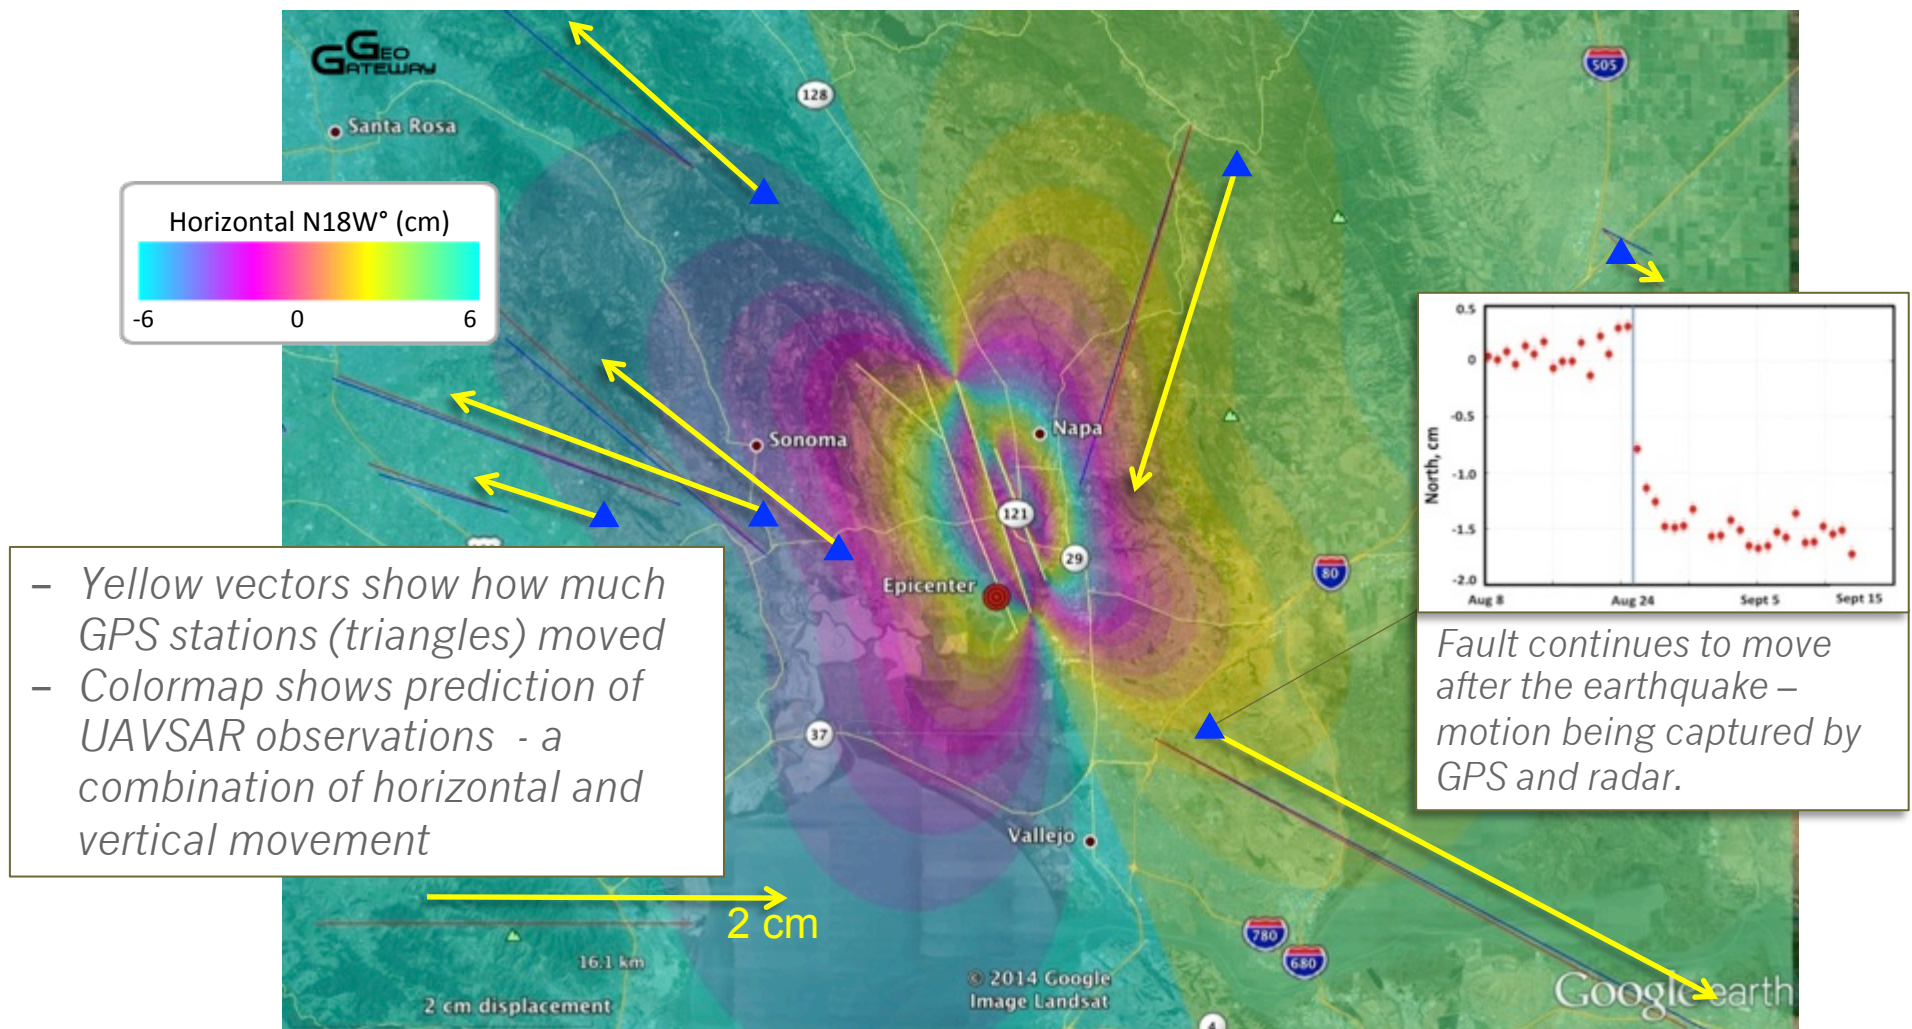 GEO
GATEWAY
128
505
Santa Rosa
Horizontal N18W° (cm)
-6 0 6
Sonoma
Napa
121
29
80
Epicenter
37
Vallejo
780
680
4
0.5
0
-0.5
-1.0
-1.5
-2.0
North, cm
Aug 8 Aug 24 Sept 5 Sept 15
Fault continues to move
after the earthquake –
motion being captured by
GPS and radar.
– Yellow vectors show how much
GPS stations (triangles) moved
– Colormap shows prediction of
UAVSAR observations - a
combination of horizontal and
vertical movement
2 cm
16.1 km
2 cm displacement
© 2014 Google
Image Landsat
Google earth